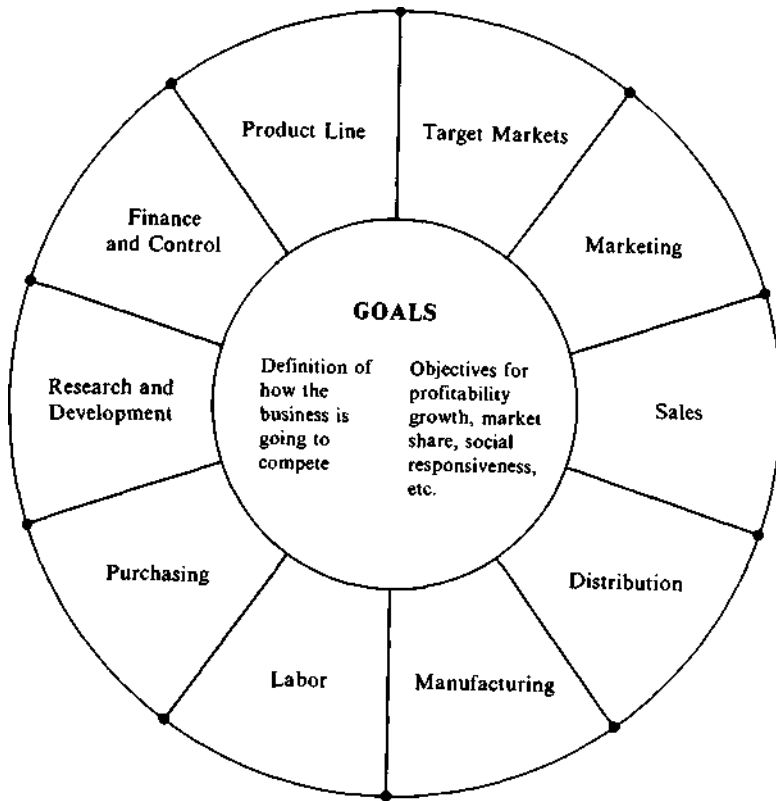 Product Line
Target Markets
Finance
and Control
Marketing
GOALS
Definition of
how the
business is
going to
compete
Objectives for
profitability
growth, market
share, social
responsiveness,
etc.
Research and
Development
Sales
Purchasing
Distribution
Labor
Manufacturing